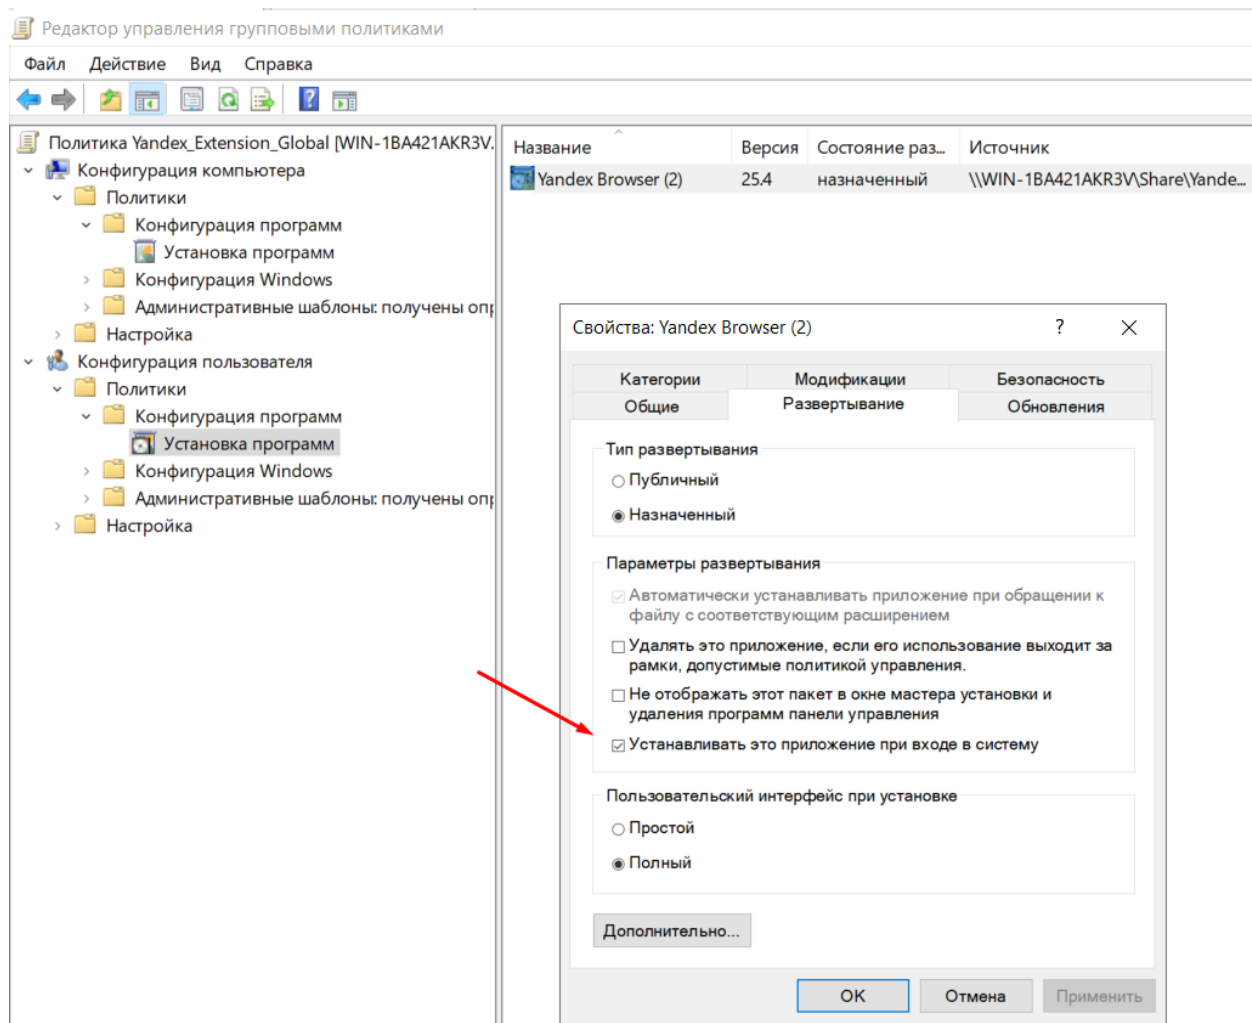 Редактор управления групповыми политиками
Файл Действие Вид Справка
Политика Yandex_Extension_Global [WIN-1BA421AKR3V.
Конфигурация компьютера
Политики
Конфигурация программ
Установка программ
Конфигурация Windows
Административные шаблоны: получены опр
Настройка
Конфигурация пользователя
Политики
Конфигурация программ
Установка программ
Конфигурация Windows
Административные шаблоны: получены опр
Настройка
Название Версия Состояние раз... Источник
Yandex Browser (2) 25.4 назначенный \\WIN-1BA421AKR3V\Share\Yande...
Свойства: Yandex Browser (2) ?
Категории Модификации Безопасность
Общие Развертывание Обновления
Тип развертывания
Публичный
Назначенный
Параметры развертывания
Автоматически устанавливать приложение при обращении к
файлу с соответствующим расширением
Удалять это приложение, если его использование выходит за
рамки, допустимые политикой управления.
Не отображать этот пакет в окне мастера установки и
удаления программ панели управления
Устанавливать это приложение при входе в систему
Пользовательский интерфейс при установке
Простой
Полный
Дополнительно...
OK Отмена Применить